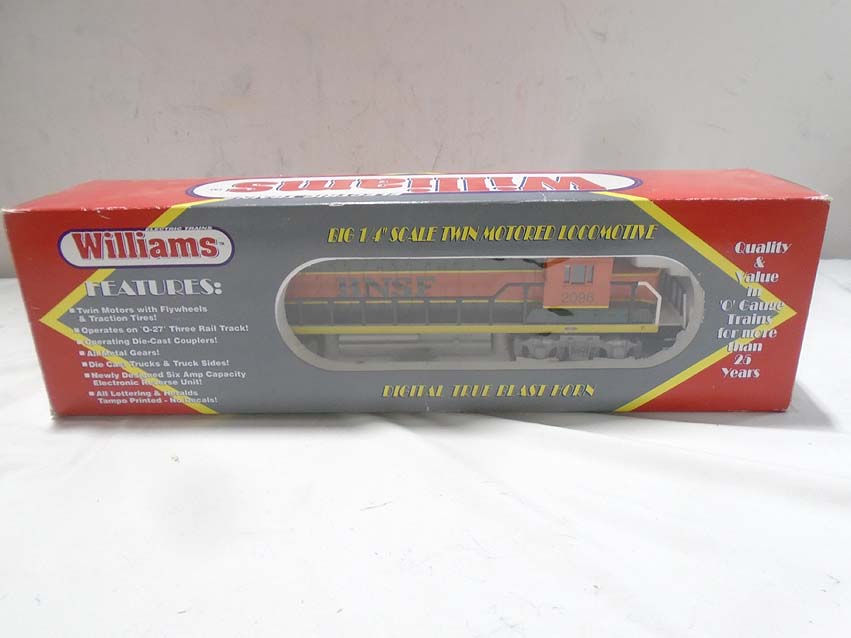 Williams
ELECTRIC TRAINS
Williams
BIG 1/4" SCALE TWIN MOTORED LOCOMOTIVE
FEATURES:
Twin Motors with Flywheels
& Traction Tires!
Operates on 'O-27' Three Rail Track!
Operating Die-Cast Couplers!
All Metal Gears!
Die Cast Trucks & Truck Sides!
Newly Designed Six Amp Capacity
Electronic Reverse Unit!
All Lettering & Heralds
Tampo Printed - No Decals!
BNSF
2096
DIGITAL TRUE BLAST HORN
Quality
&
Value
in
'O' Gauge
Trains
for more
than
25
Years